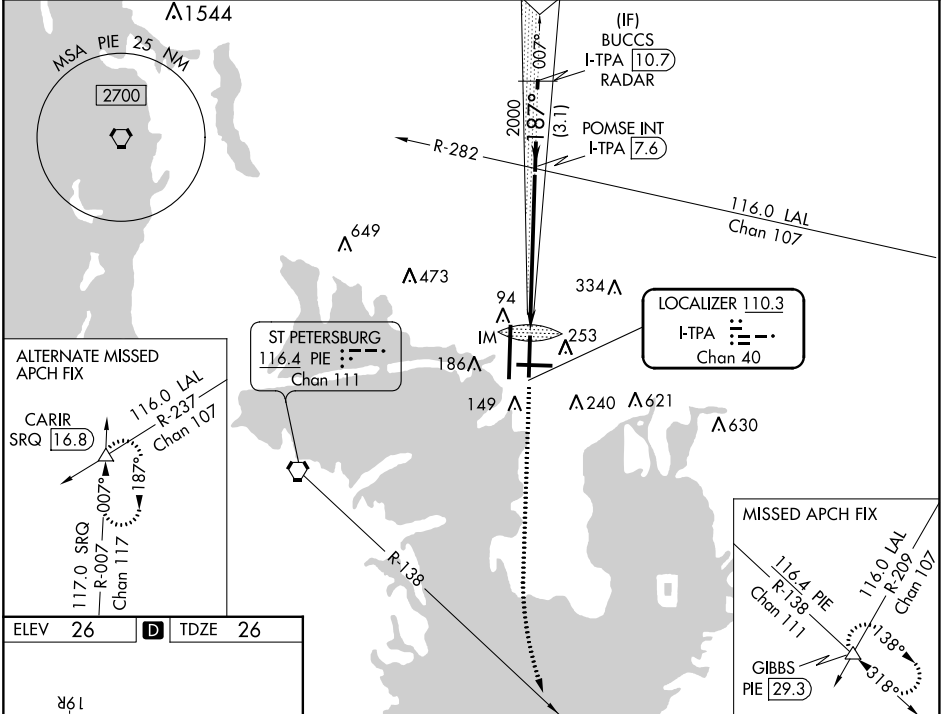 1544
MSA PIE 25 NM
2700
(IF)
BUCCS
I-TPA 10.7
RADAR
007°
2000
187°
(3.1)
POMSE INT
I-TPA 7.6
R-282
116.0 LAL
Chan 107
649
473
94
334
IM
253
186
149
240
621
630
LOCALIZER 110.3
I-TPA
Chan 40
ST PETERSBURG
116.4 PIE
Chan 111
R-138
ALTERNATE MISSED
APCH FIX
CARIR
SRQ 16.8
116.0 LAL
R-237
Chan 107
007°
187°
117.0 SRQ
R-007
Chan 117
MISSED APCH FIX
116.4 PIE
R-138
Chan 111
116.0 LAL
R-209
Chan 107
138°
318°
GIBBS
PIE 29.3
ELEV 26 D TDZE 26
19R